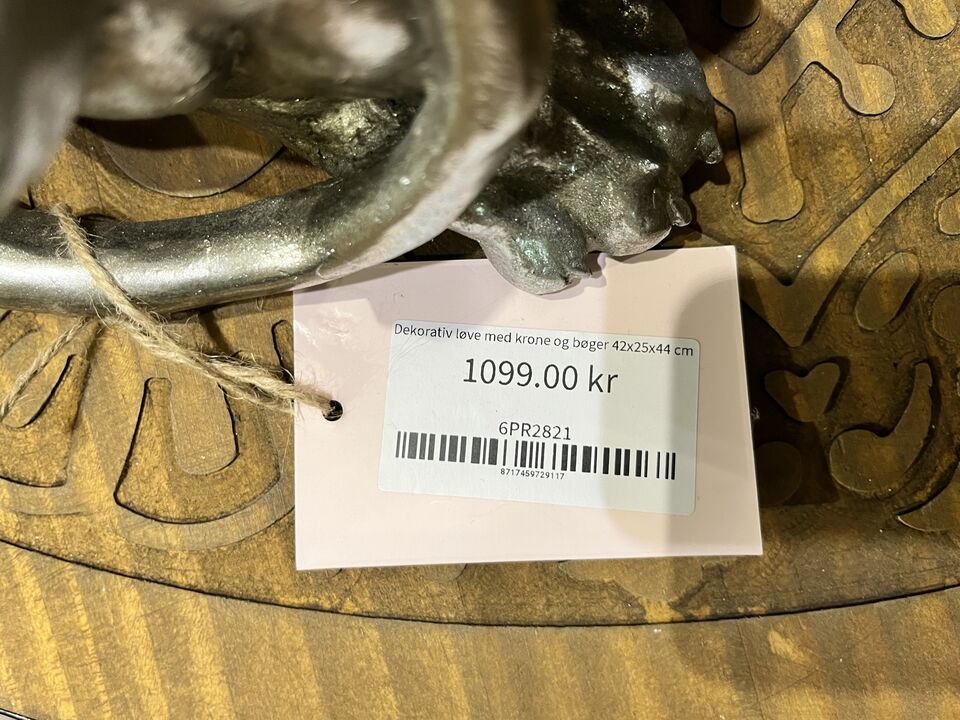 Dekorativ løve med krone og bøger 42x25x44 cm
1099.00 kr
6PR2821
8717459729117